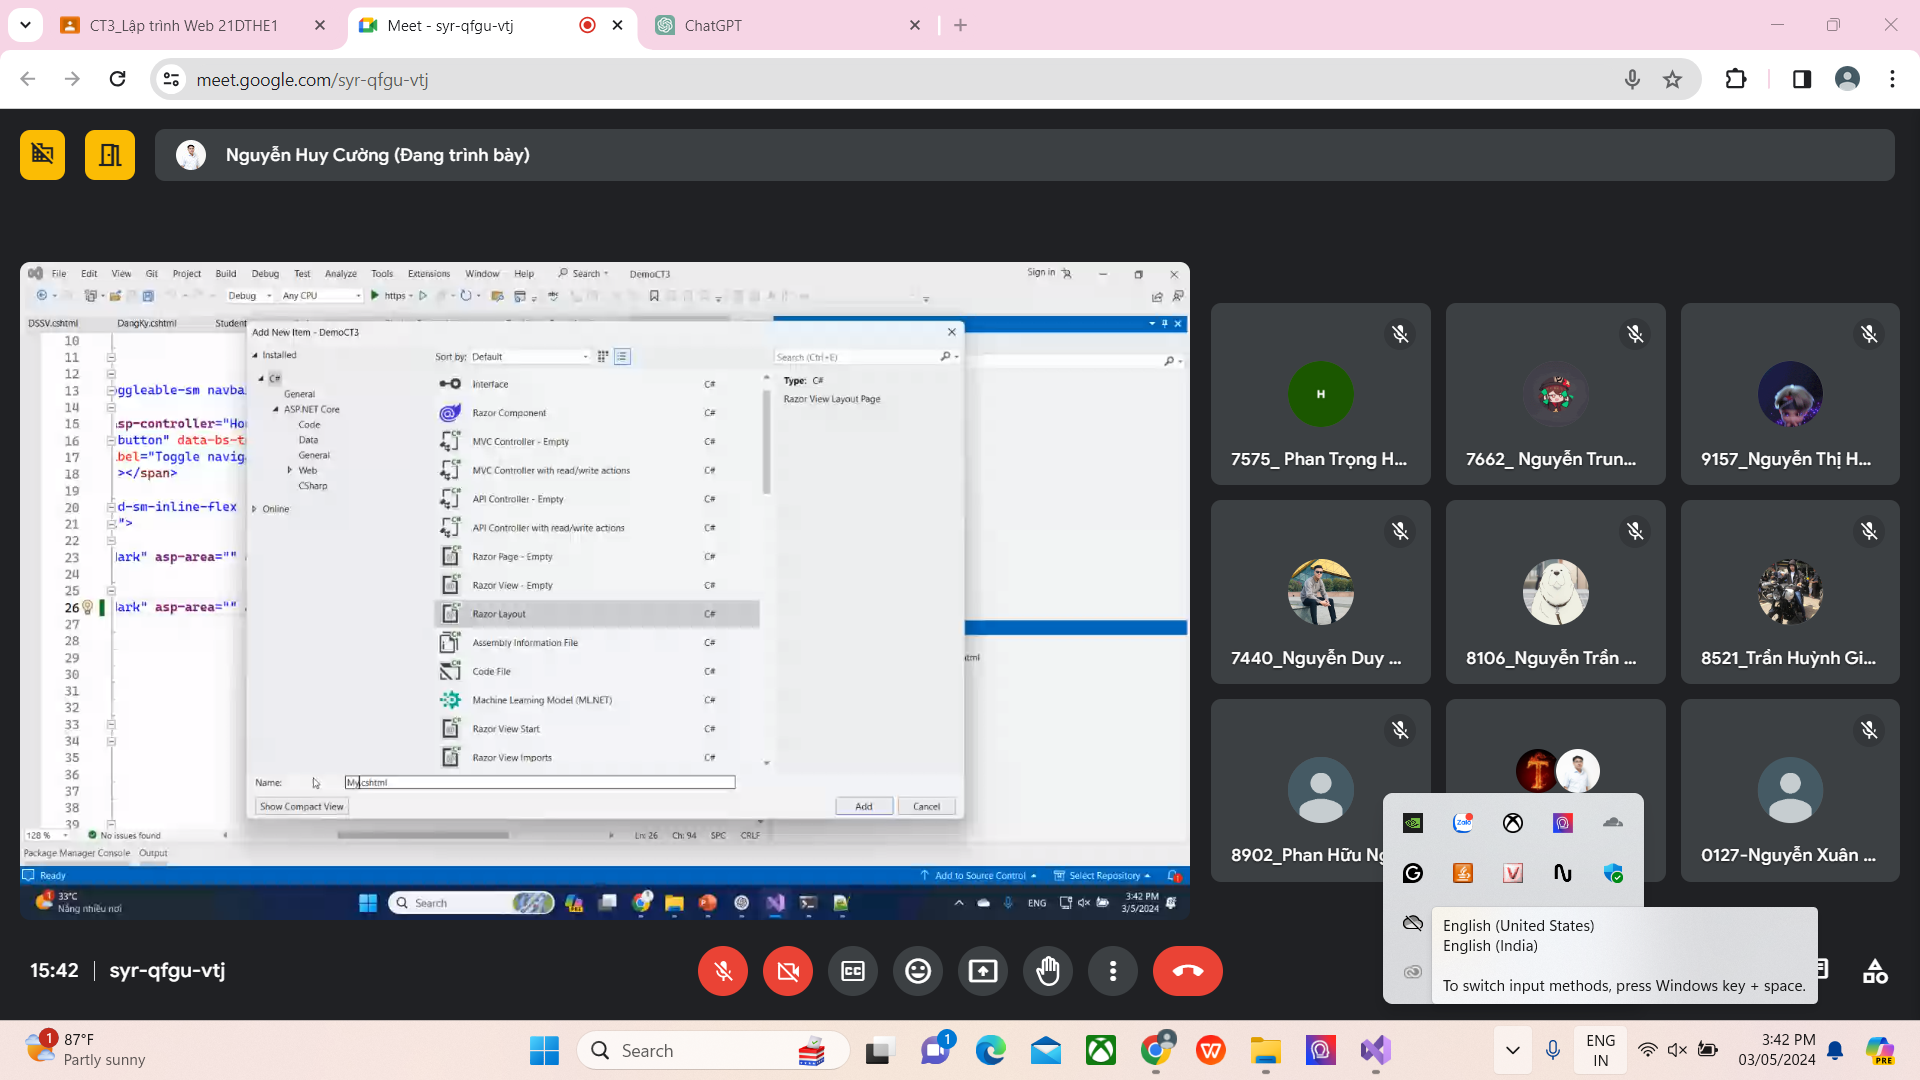 CT3_Lập trình Web 21DTHE1
Meet - syr-qfgu-vtj
ChatGPT
meet.google.com/syr-qfgu-vtj
Nguyễn Huy Cường (Đang trình bày)
File Edit View Git Project Build Debug Test Analyze Tools Extensions Window Help Search DemoCT3 Sign in
Debug Any CPU https
DSSV.cshtml DangKy.cshtml Student
Add New Item - DemoCT3
Installed
Sort by: Default
Search (Ctrl+E)
C#
General
ASP.NET Core
Code
Data
General
Web
CSharp
Online
Interface C#
Razor Component C#
MVC Controller - Empty C#
MVC Controller with read/write actions C#
API Controller - Empty C#
API Controller with read/write actions C#
Razor Page - Empty C#
Razor View - Empty C#
Razor Layout C#
Assembly Information File C#
Code File C#
Machine Learning Model (ML.NET) C#
Razor View Start C#
Razor View Imports C#
Type: C#
Razor View Layout Page
Name: My.cshtml
Show Compact View
Add Cancel
10
11
12
13 oggleable-sm navba
14
15 asp-controller="Ho
16 button" data-bs-t
17 bel="Toggle navig
18 ></span>
19
20 d-sm-inline-flex
21 ">
22
23 lark" asp-area=""
24
25
26 lark" asp-area=""
27
28
29
30
31
32
33
34
35
36
37
38
39
128 % No issues found Ln: 26 Ch: 94 SPC CRLF
Package Manager Console Output
Ready Add to Source Control Select Repository
33°C
Nắng nhiều nơi
Search
ENG
3:42 PM
3/5/2024
H
7575_ Phan Trọng H...
7662_ Nguyễn Trun...
9157_Nguyễn Thị H...
7440_Nguyễn Duy ...
8106_Nguyễn Trần ...
8521_Trần Huỳnh Gi...
8902_Phan Hữu Ng
0127-Nguyễn Xuân ...
Zalo
English (United States)
English (India)
To switch input methods, press Windows key + space.
15:42 syr-qfgu-vtj
1
87°F
Partly sunny
Search
1
ENG
IN
3:42 PM
03/05/2024
PRE